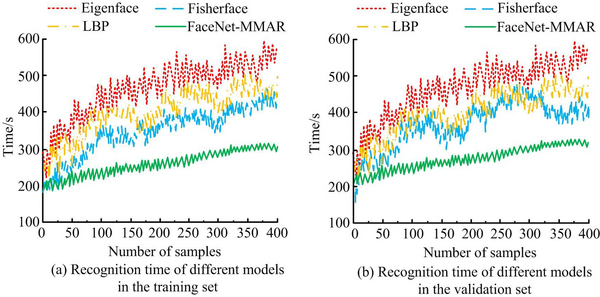 Eigenface Fisherface
LBP FaceNet-MMAR
600
500
400
300
200
100
Time/s
0 50 100 150 200 250 300 350 400
Number of samples
(a) Recognition time of different models
in the training set
Eigenface Fisherface
LBP FaceNet-MMAR
600
500
400
300
200
100
Time/s
0 50 100 150 200 250 300 350 400
Number of samples
(b) Recognition time of different models
in the validation set